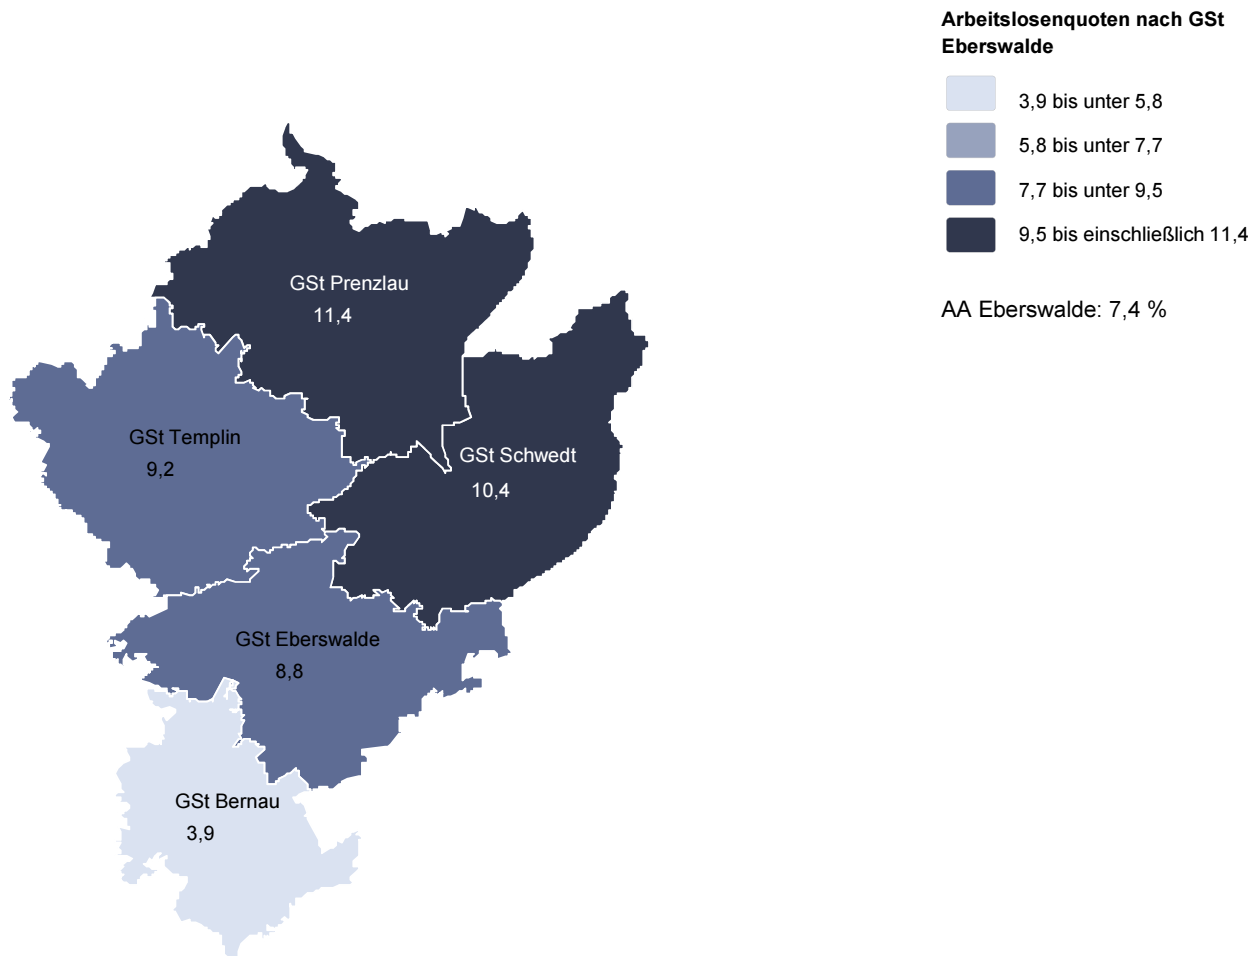 Arbeitslosenquoten nach GSt
Eberswalde
3,9 bis unter 5,8
5,8 bis unter 7,7
7,7 bis unter 9,5
9,5 bis einschließlich 11,4
AA Eberswalde: 7,4 %
GSt Prenzlau
11,4
GSt Templin
9,2
GSt Schwedt
10,4
GSt Eberswalde
8,8
GSt Bernau
3,9